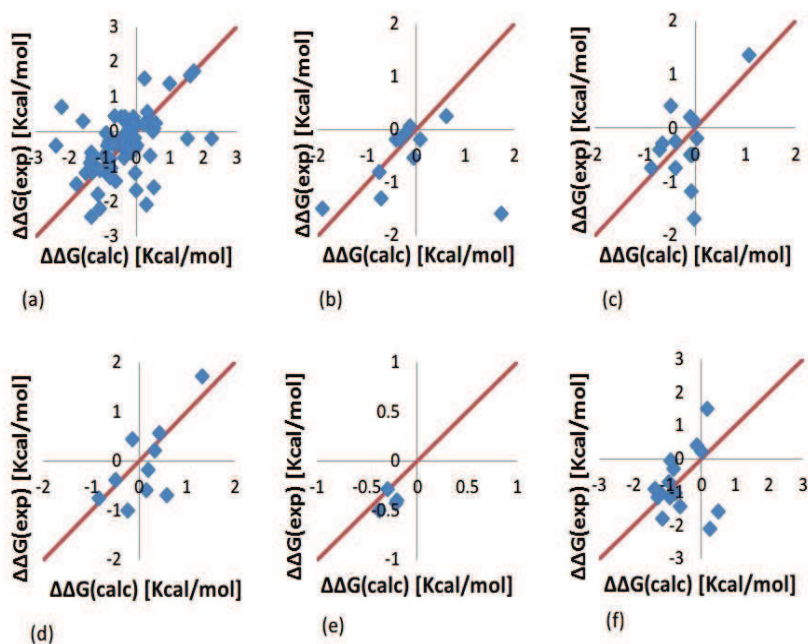 ΔΔG(exp) [Kcal/mol]
3
2
1
0
-3 -2 -1 0 1 2 3
-1
-2
-3
ΔΔG(calc) [Kcal/mol]
(a)
ΔΔG(exp) [Kcal/mol]
2
1
0
-2 -1 0 1 2
-1
-2
ΔΔG(calc) [Kcal/mol]
(b)
ΔΔG(exp) [Kcal/mol]
2
1
0
-2 -1 0 1 2
-1
-2
ΔΔG(calc) [Kcal/mol]
(c)
ΔΔG(exp) [Kcal/mol]
2
1
0
-2 -1 0 1 2
-1
-2
ΔΔG(calc) [Kcal/mol]
(d)
ΔΔG(exp) [Kcal/mol]
1
0.5
0
-1 -0.5 0 0.5 1
-0.5
-1
ΔΔG(calc) [Kcal/mol]
(e)
ΔΔG(exp) [Kcal/mol]
3
2
1
0
-3 -2 -1 0 1 2 3
-1
-2
-3
ΔΔG(calc) [Kcal/mol]
(f)